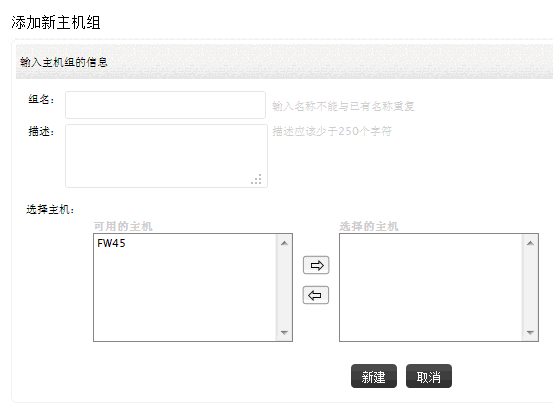 添加新主机组
输入主机组的信息
组名： 输入名称不能与已有名称重复
描述： 描述应该少于250个字符
选择主机：
可用的主机 选择的主机
FW45
新建 取消